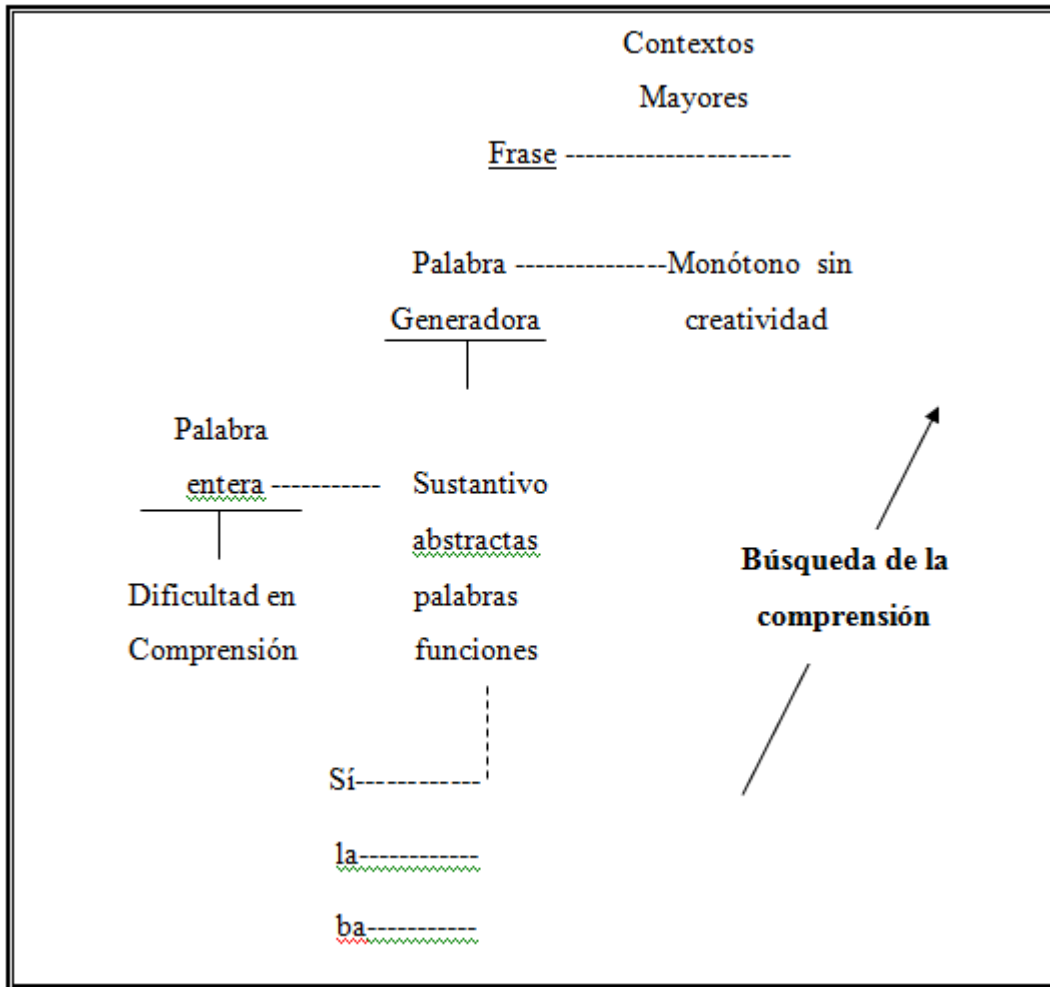 Contextos
Mayores
Frase ----------------------
Palabra ---------------Monótono sin
Generadora creatividad
Palabra
entera ----------- Sustantivo
abstractas
Búsqueda de la
Dificultad en palabras
comprensión
Comprensión funciones
Sí------------
la------------
ba-----------